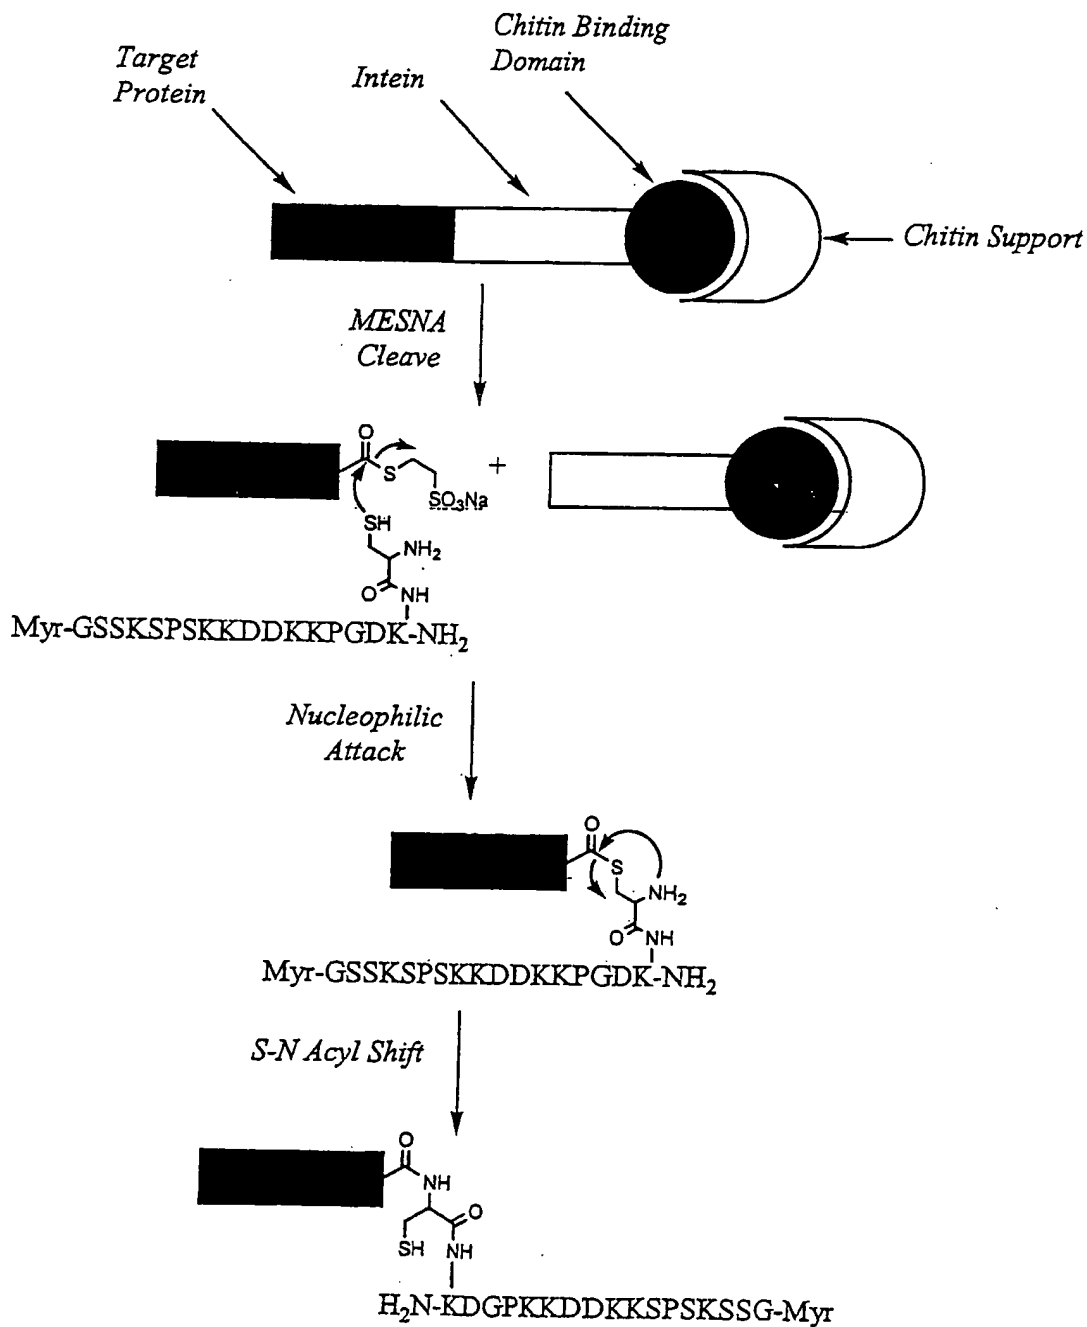 Chitin Binding
Domain
Target
Protein
Intein
Chitin Support
MESNA
Cleave
O
S
+
SO3Na
SH
NH2
O
NH
Myr-GSSKSPSKKDDKKPGDK-NH2
Nucleophilic
Attack
O
S
NH2
O
NH
Myr-GSSKSPSKKDDKKPGDK-NH2
S-N Acyl Shift
O
NH
O
SH
NH
H2N-KDGPKKDDKKSPSKSSG-Myr